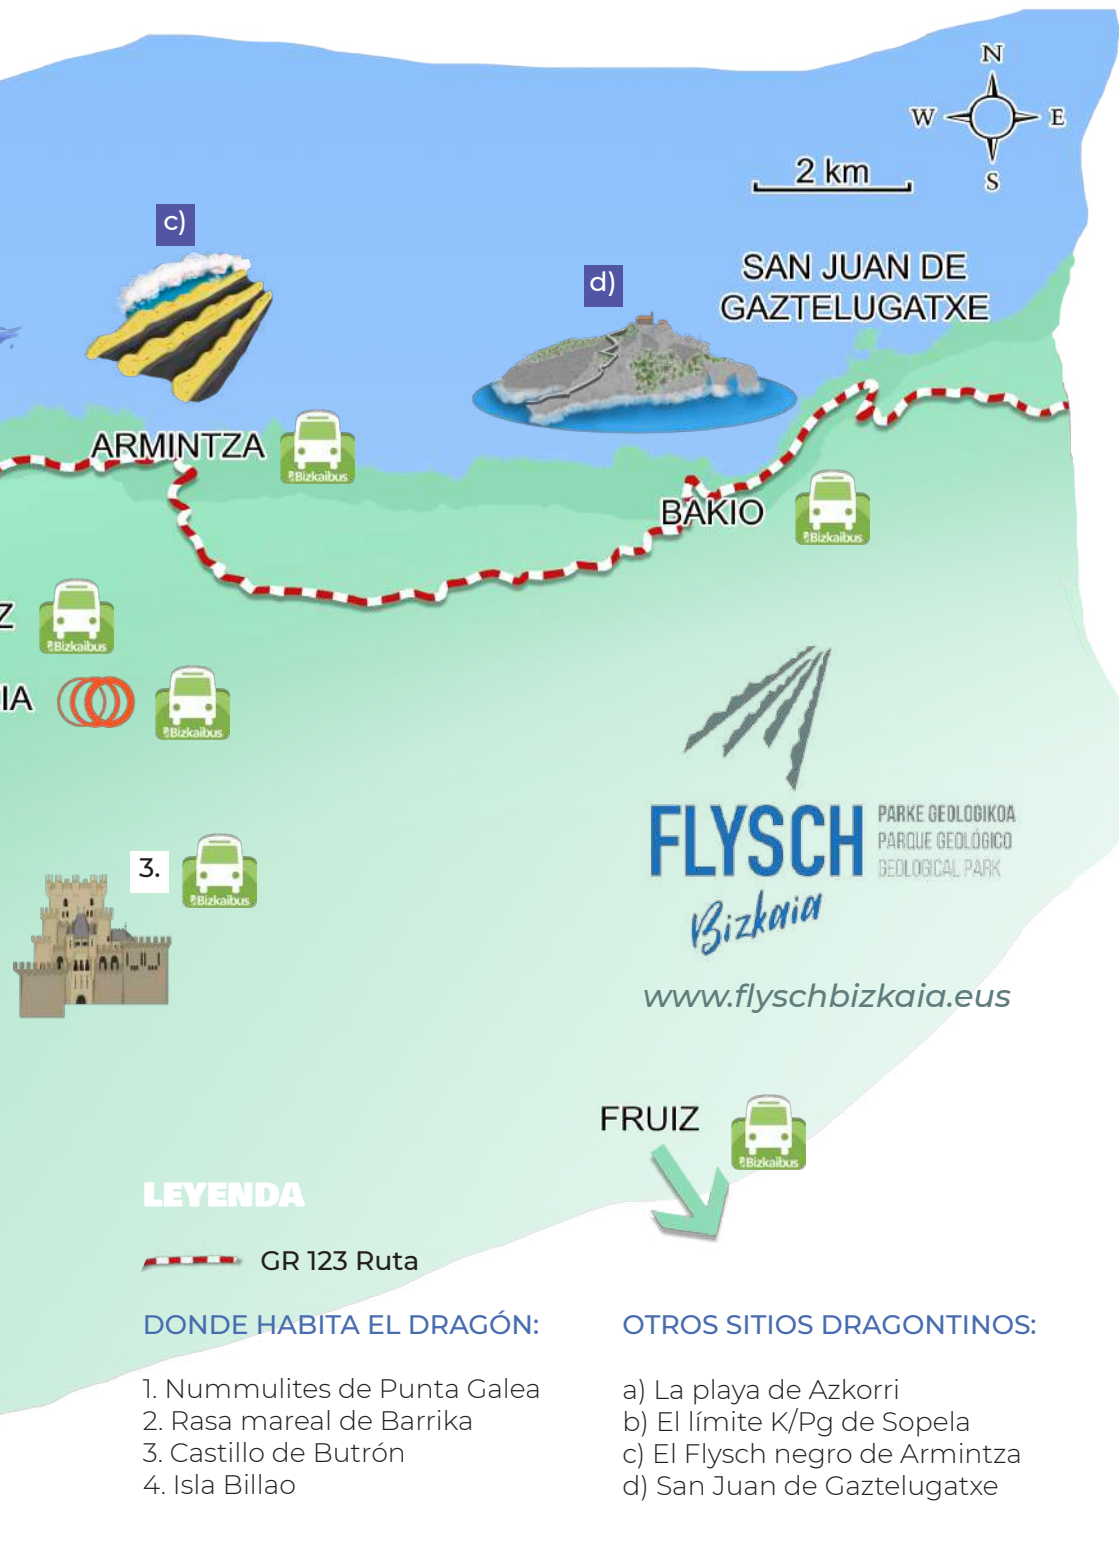 N
W E
S
2 km
c)
d)
SAN JUAN DE
GAZTELUGATXE
ARMINTZA
Bizkaibus
BAKIO
Bizkaibus
Z
Bizkaibus
IA
Bizkaibus
3.
Bizkaibus
FLYSCH
Bizkaia
PARKE GEOLOGIKOA
PARQUE GEOLÓGICO
GEOLOGICAL PARK
www.flyschbizkaia.eus
FRUIZ
Bizkaibus
LEYENDA
GR 123 Ruta
DONDE HABITA EL DRAGÓN:
1. Nummulites de Punta Galea
2. Rasa mareal de Barrika
3. Castillo de Butrón
4. Isla Billao
OTROS SITIOS DRAGONTINOS:
a) La playa de Azkorri
b) El límite K/Pg de Sopela
c) El Flysch negro de Armintza
d) San Juan de Gaztelugatxe